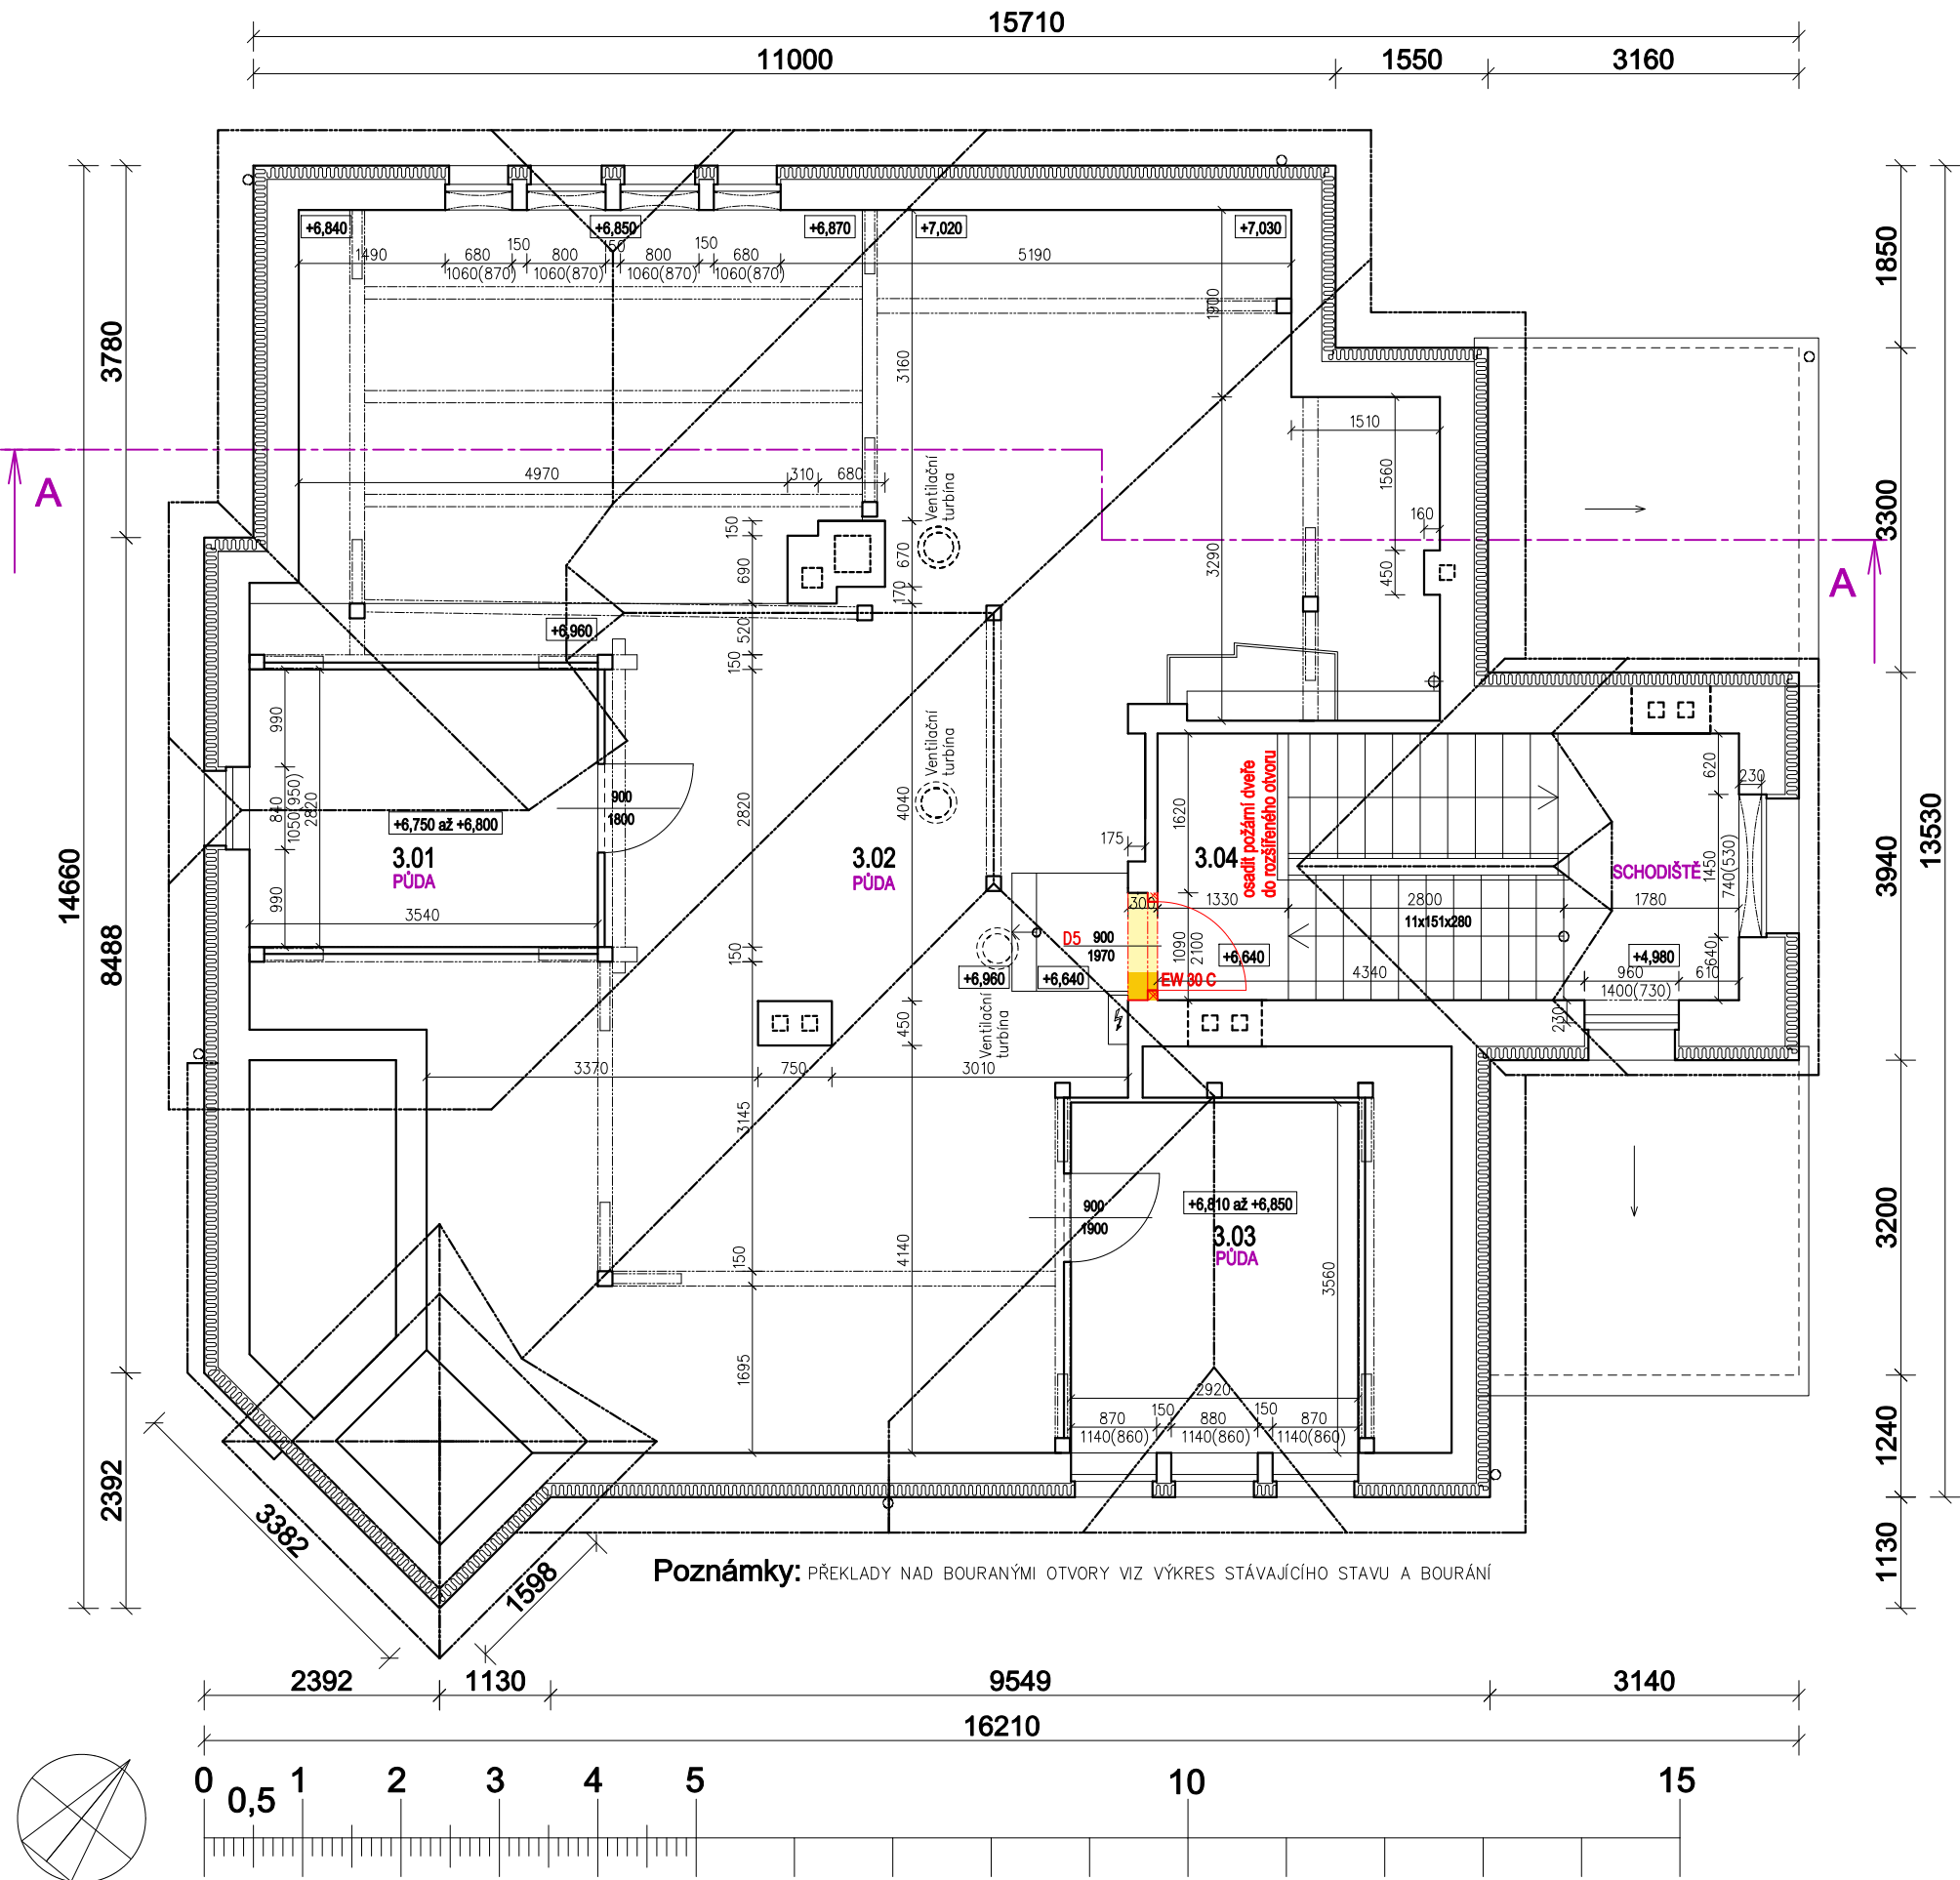 15710
11000 1550 3160
+6,840 +6,850 +6,870 +7,020 +7,030
1490 680 150 800 150 800 150 680 5190
1060(870) 1060(870) 1060(870) 1060(870)
3780
14660
8488
2392
1850
3300
3940
13530
3200
1240
1130
1900
3160
1510
1560
160
450
3290
A
A
4970 310 680
Ventilační
turbína
150
690
670
170
520
150
+6,960
990
840
1050(950)
2820
990
+6,750 až +6,800
3.01
PŮDA
3540
900
1800
2820
4040
Ventilační
turbína
3.02
PŮDA
150
175
1620
3.04
osadit požární dveře
do rozšířeného otvoru
SCHODIŠTĚ
620
230
1450
740(530)
300 1330 2800 1780
11x151x280
D5
900
1970
1090
2100
+6,640
EW 30 C
4340
+4,980
640
960 610
1400(730)
230
+6,960 +6,640
Ventilační
turbína
450
3370 750 3010
3145
150
4140
1695
900
1900
+6,810 až +6,850
3.03
PŮDA
3560
2920
870 150 880 150 870
1140(860) 1140(860) 1140(860)
3382
1598
Poznámky: PŘEKLADY NAD BOURANÝMI OTVORY VIZ VÝKRES STÁVAJÍCÍHO STAVU A BOURÁNÍ
2392 1130 9549 3140
16210
0 0,5 1 2 3 4 5 10 15